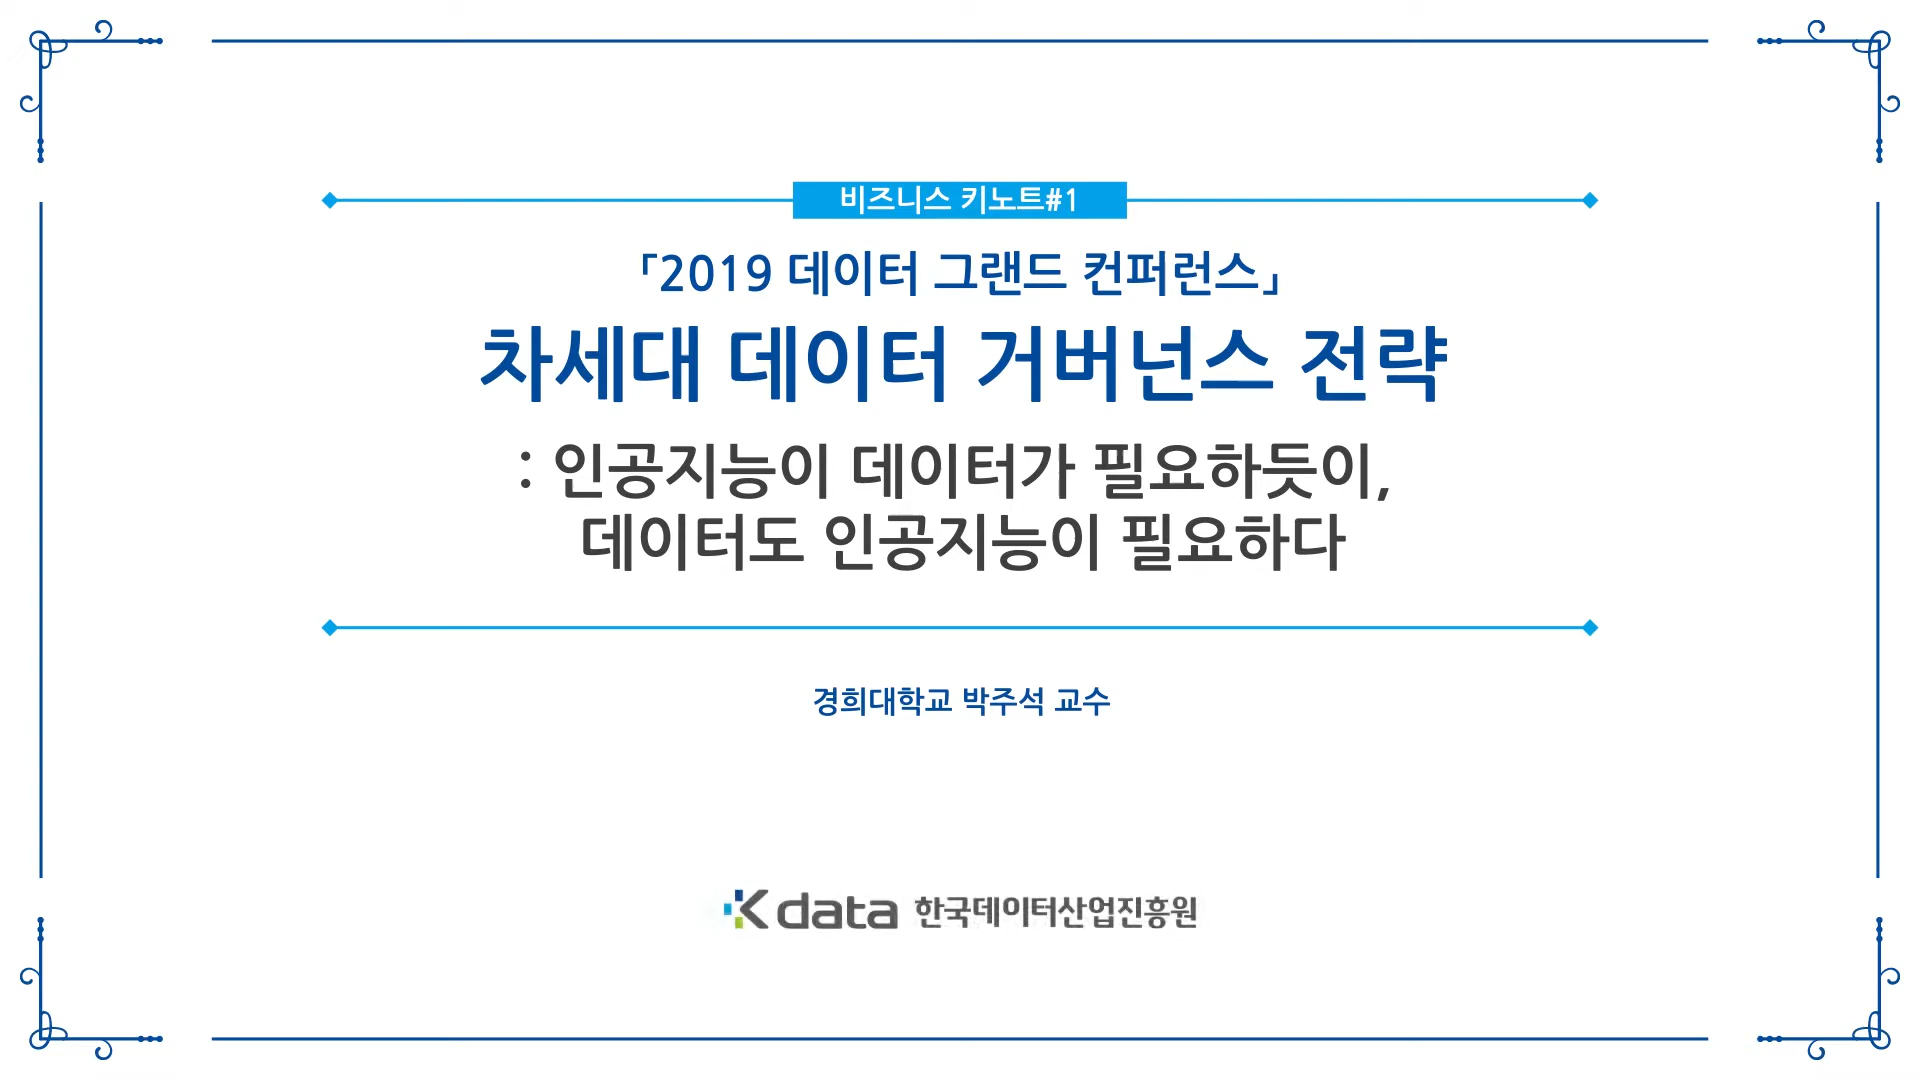 비즈니스 키노트#1
「2019 데이터 그랜드 컨퍼런스」
차세대 데이터 거버넌스 전략
: 인공지능이 데이터가 필요하듯이,
데이터도 인공지능이 필요하다
경희대학교 박주석 교수
Kdata 한국데이터산업진흥원